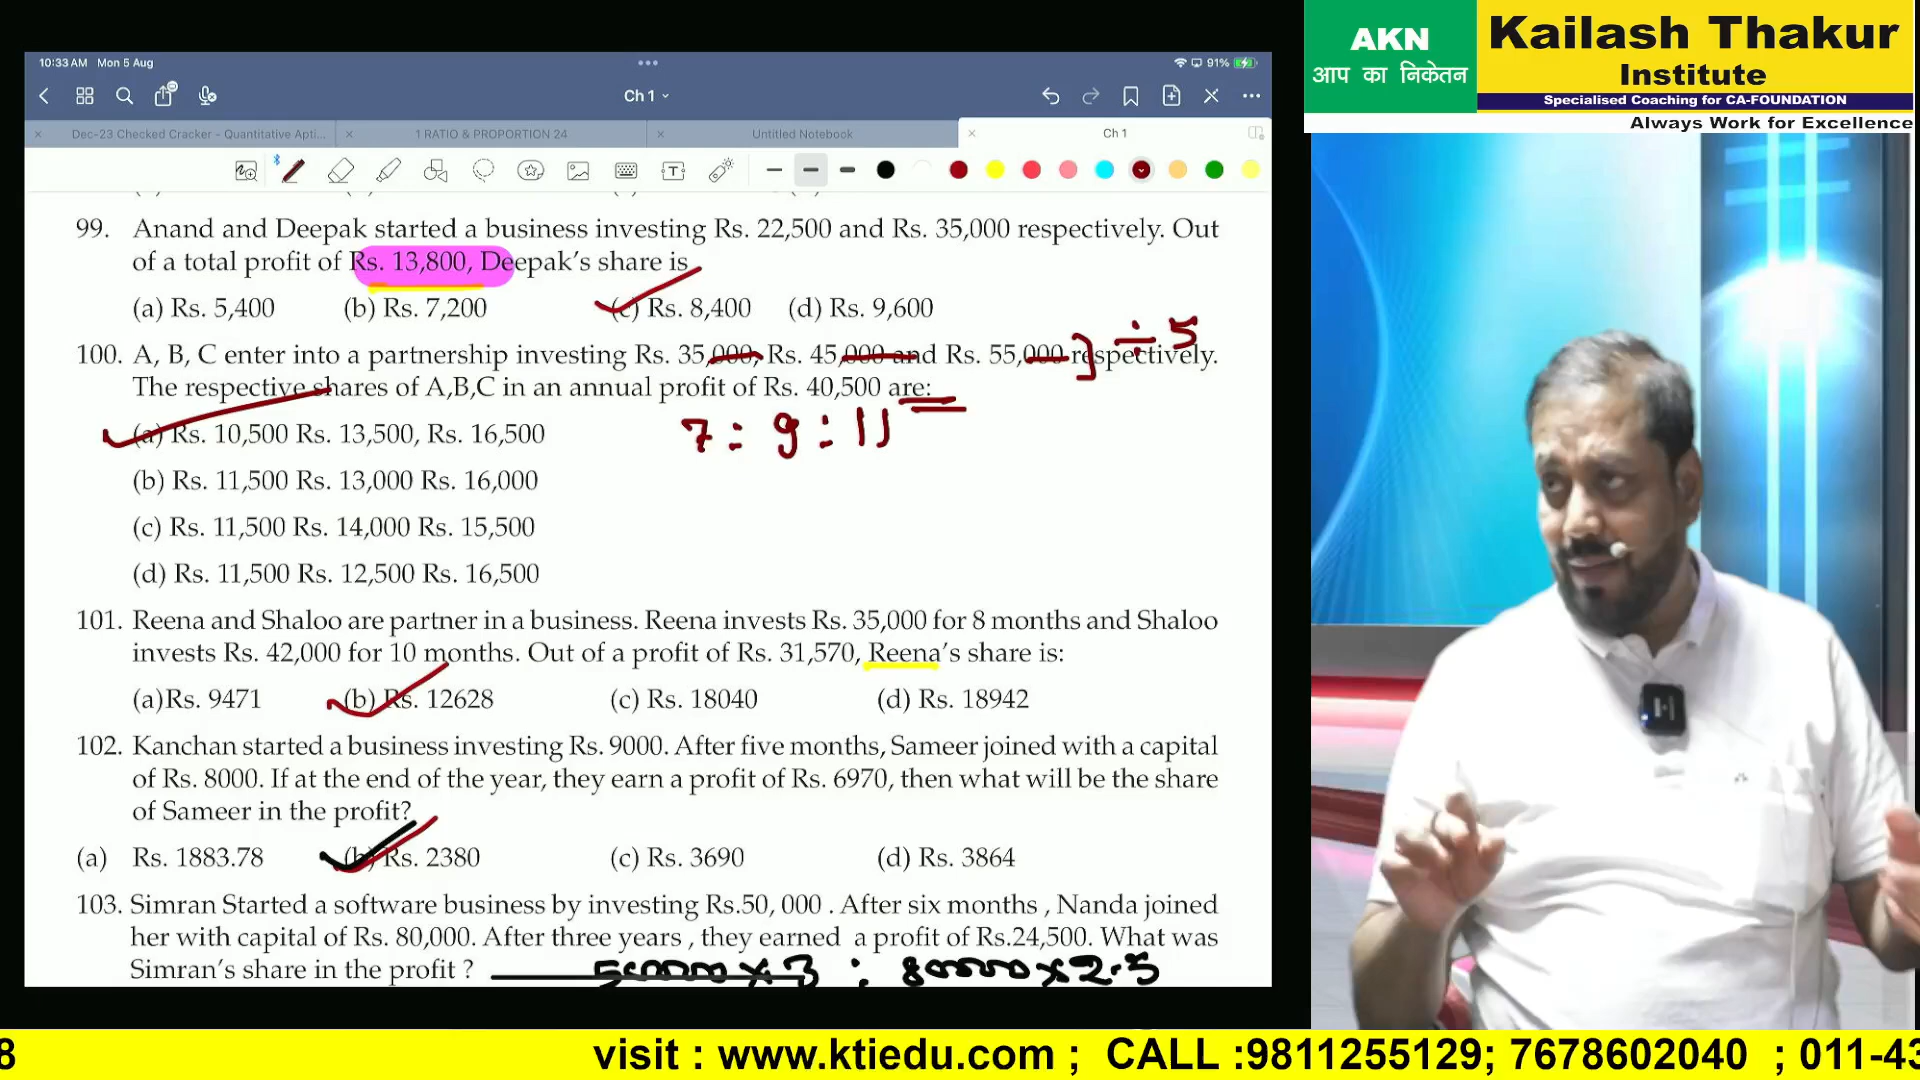 AKN
आप का निकेतन
Kailash Thakur
Institute
Specialised Coaching for CA-FOUNDATION
Always Work for Excellence
10:33 AM Mon 5 Aug
91%
Ch 1
Dec-23 Checked Cracker - Quantitative Apti...
1 RATIO & PROPORTION 24
Untitled Notebook
Ch 1
99. Anand and Deepak started a business investing Rs. 22,500 and Rs. 35,000 respectively. Out
of a total profit of Rs. 13,800, Deepak's share is
(a) Rs. 5,400 (b) Rs. 7,200 (c) Rs. 8,400 (d) Rs. 9,600
÷ 5
100. A, B, C enter into a partnership investing Rs. 35,000, Rs. 45,000 and Rs. 55,000 respectively.
The respective shares of A,B,C in an annual profit of Rs. 40,500 are:
7 : 9 : 11
(a) Rs. 10,500 Rs. 13,500, Rs. 16,500
(b) Rs. 11,500 Rs. 13,000 Rs. 16,000
(c) Rs. 11,500 Rs. 14,000 Rs. 15,500
(d) Rs. 11,500 Rs. 12,500 Rs. 16,500
101. Reena and Shaloo are partner in a business. Reena invests Rs. 35,000 for 8 months and Shaloo
invests Rs. 42,000 for 10 months. Out of a profit of Rs. 31,570, Reena's share is:
(a)Rs. 9471 (b) Rs. 12628 (c) Rs. 18040 (d) Rs. 18942
102. Kanchan started a business investing Rs. 9000. After five months, Sameer joined with a capital
of Rs. 8000. If at the end of the year, they earn a profit of Rs. 6970, then what will be the share
of Sameer in the profit?
(a) Rs. 1883.78 (b) Rs. 2380 (c) Rs. 3690 (d) Rs. 3864
103. Simran Started a software business by investing Rs.50, 000 . After six months , Nanda joined
her with capital of Rs. 80,000. After three years , they earned a profit of Rs.24,500. What was
Simran's share in the profit ? 50000 x 3 : 80000 x 2.5
8 visit : www.ktiedu.com ; CALL :9811255129; 7678602040 ; 011-43